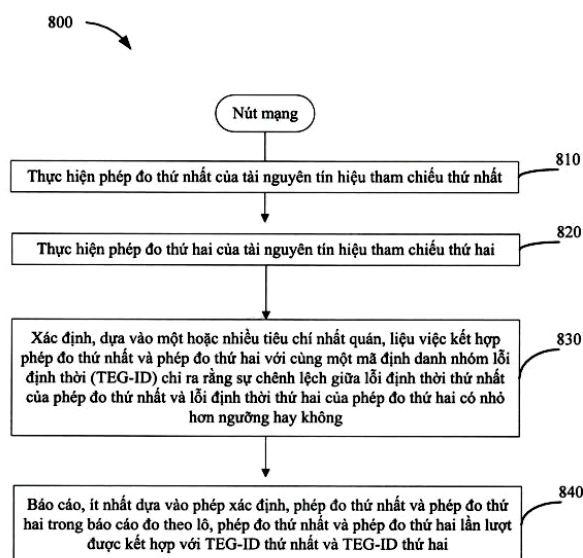 800
Nút mạng
810
Thực hiện phép đo thứ nhất của tài nguyên tín hiệu tham chiếu thứ nhất
820
Thực hiện phép đo thứ hai của tài nguyên tín hiệu tham chiếu thứ hai
830
Xác định, dựa vào một hoặc nhiều tiêu chí nhất quán, liệu việc kết hợp
phép đo thứ nhất và phép đo thứ hai với cùng một mã định danh nhóm lỗi
định thời (TEG-ID) chỉ ra rằng sự chênh lệch giữa lỗi định thời thứ nhất
của phép đo thứ nhất và lỗi định thời thứ hai của phép đo thứ hai có nhỏ
hơn ngưỡng hay không
840
Báo cáo, ít nhất dựa vào phép xác định, phép đo thứ nhất và phép đo thứ
hai trong báo cáo đo theo lô, phép đo thứ nhất và phép đo thứ hai lần lượt
được kết hợp với TEG-ID thứ nhất và TEG-ID thứ hai